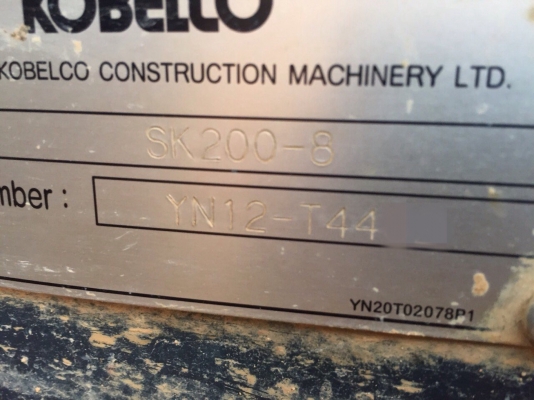 KOBELCO
KOBELCO CONSTRUCTION MACHINERY LTD.
SK200-8
mber : YN12-T44
YN20T02078P1